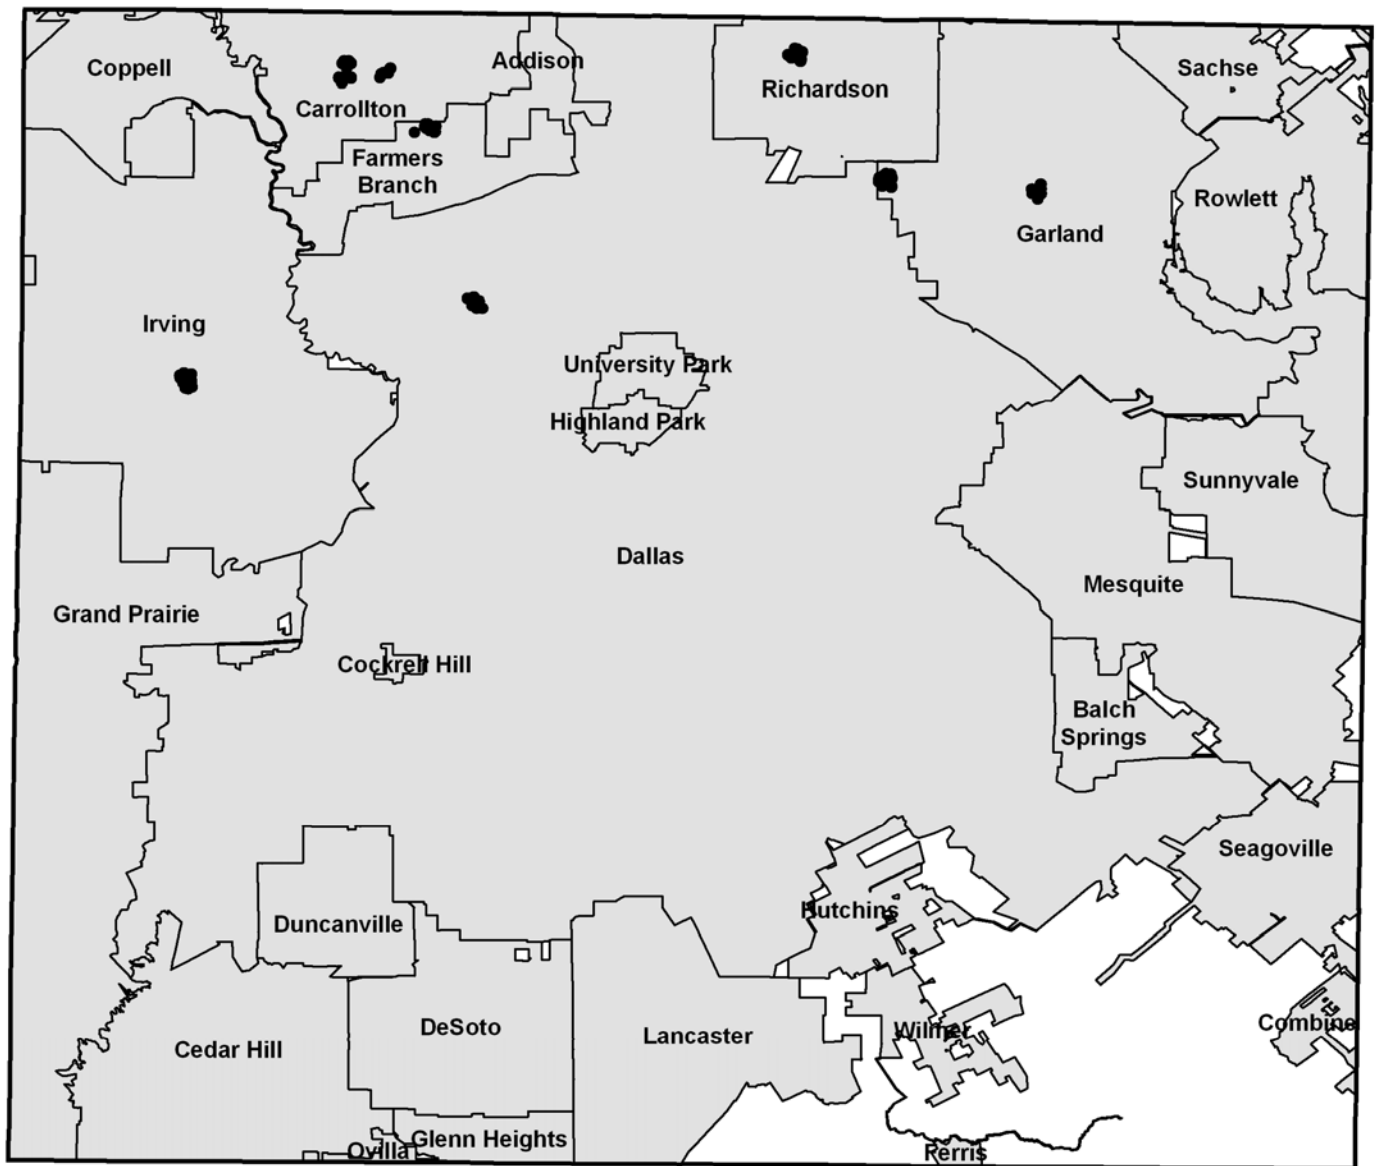 Coppell
Addison
Sachse
Carrollton
Richardson
Farmers
Branch
Rowlett
Garland
Irving
University Park
Highland Park
Sunnyvale
Dallas
Mesquite
Grand Prairie
Cockrell Hill
Balch
Springs
Seagoville
Hutchins
Duncanville
DeSoto
Lancaster
Wilmer
Combine
Cedar Hill
Glenn Heights
Ovilla
Ferris